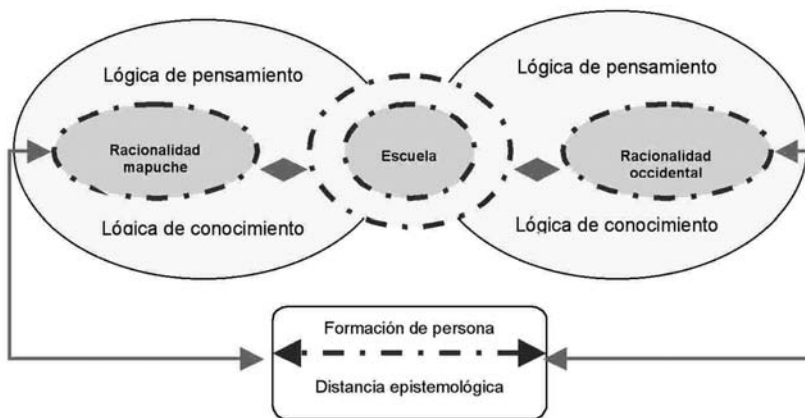 Lógica de pensamiento
Racionalidad
mapuche
Lógica de conocimiento
Escuela
Lógica de pensamiento
Racionalidad
occidental
Lógica de conocimiento
Formación de persona
Distancia epistemológica